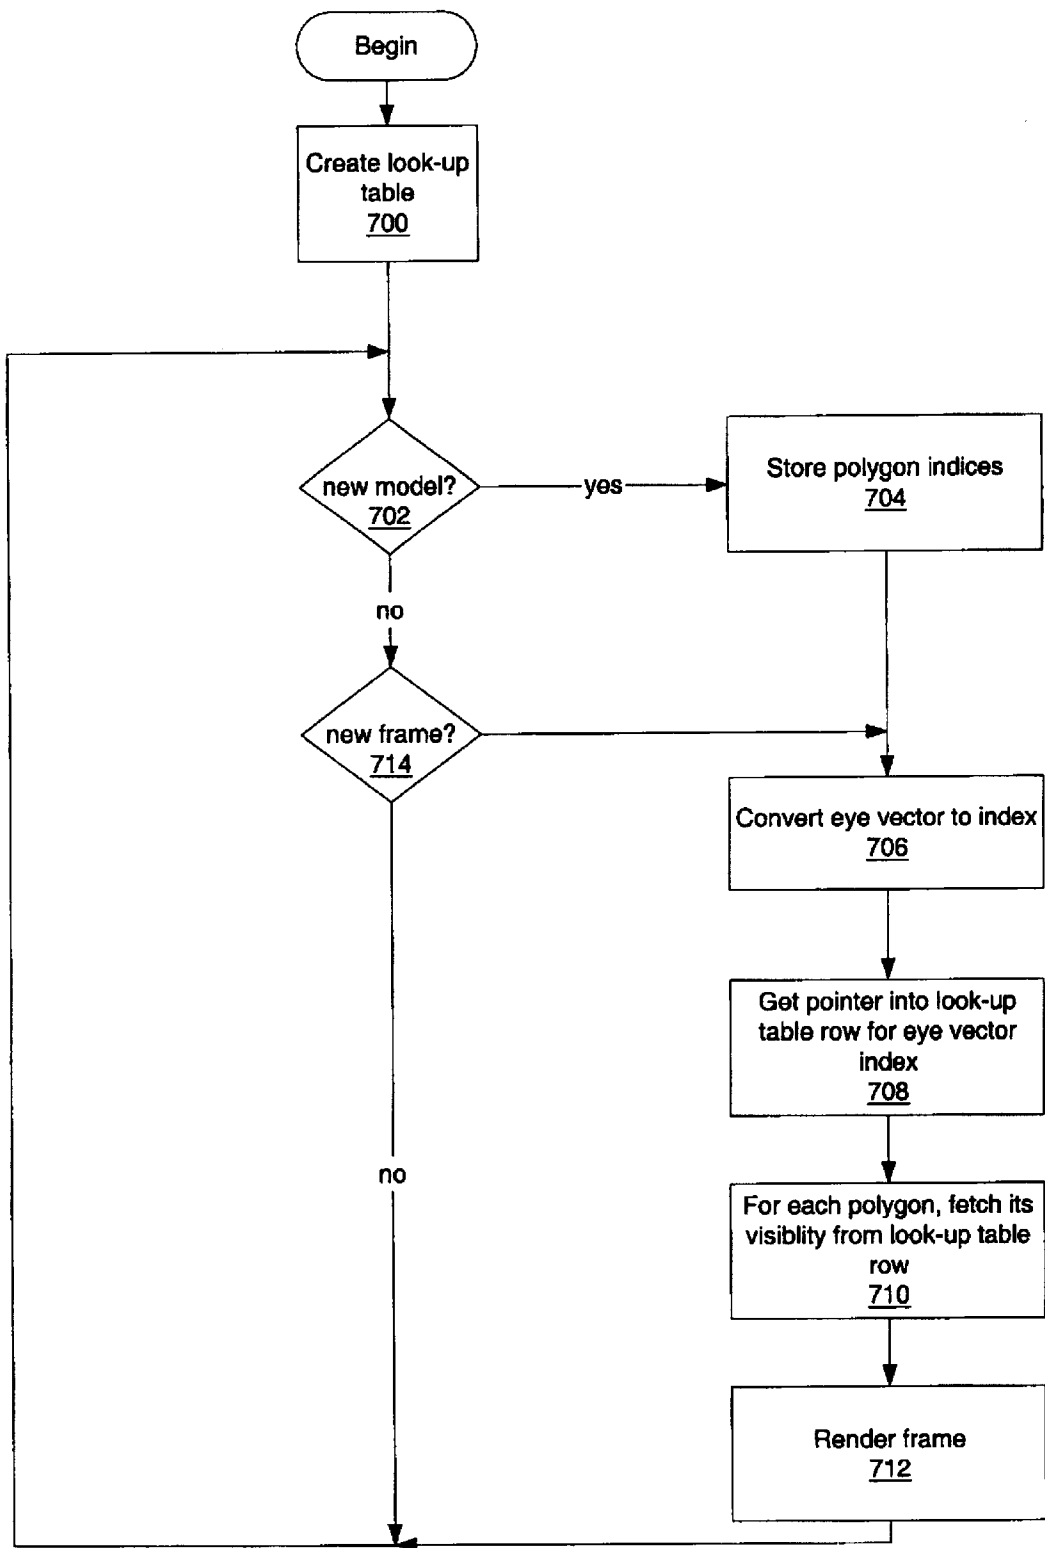 Begin
Create look-up
table
700
new model?
702
yes
Store polygon indices
704
no
new frame?
714
Convert eye vector to index
706
Get pointer into look-up
table row for eye vector
index
708
no
For each polygon, fetch its
visiblity from look-up table
row
710
Render frame
712